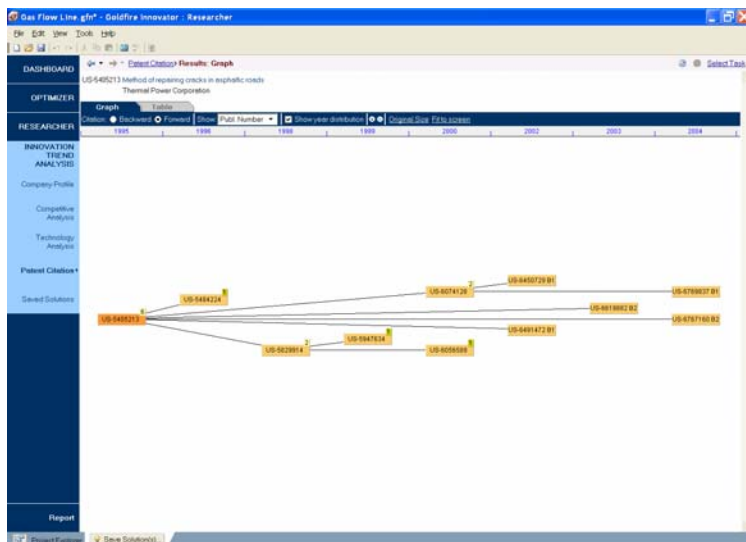 Gas Flow Line.gfn* - Goldfire Innovator : Researcher
File Edit View Tools Help
Patent Citation> Results: Graph
Select Task
US-5405213 Method of repairing cracks in asphaltic roads
Thermal Power Corporation
Graph Table
Citation: Backward Forward Show: Publ. Number Show year distribution Original Size Fit to screen
1995 1996 1998 1999 2000 2002 2003 2004
DASHBOARD
OPTIMIZER
RESEARCHER
INNOVATION
TREND
ANALYSIS
Company Profile
Competitive
Analysis
Technology
Analysis
Patent Citation
Saved Solutions
US-6450729 B1
2
US-6074128
US-6769837 B1
US-5484224
6
US-5405213
US-6767160 B2
US-6491472 B1
2
US-5947634
US-5829914
Report
Project Explorer
Save Solution(s)